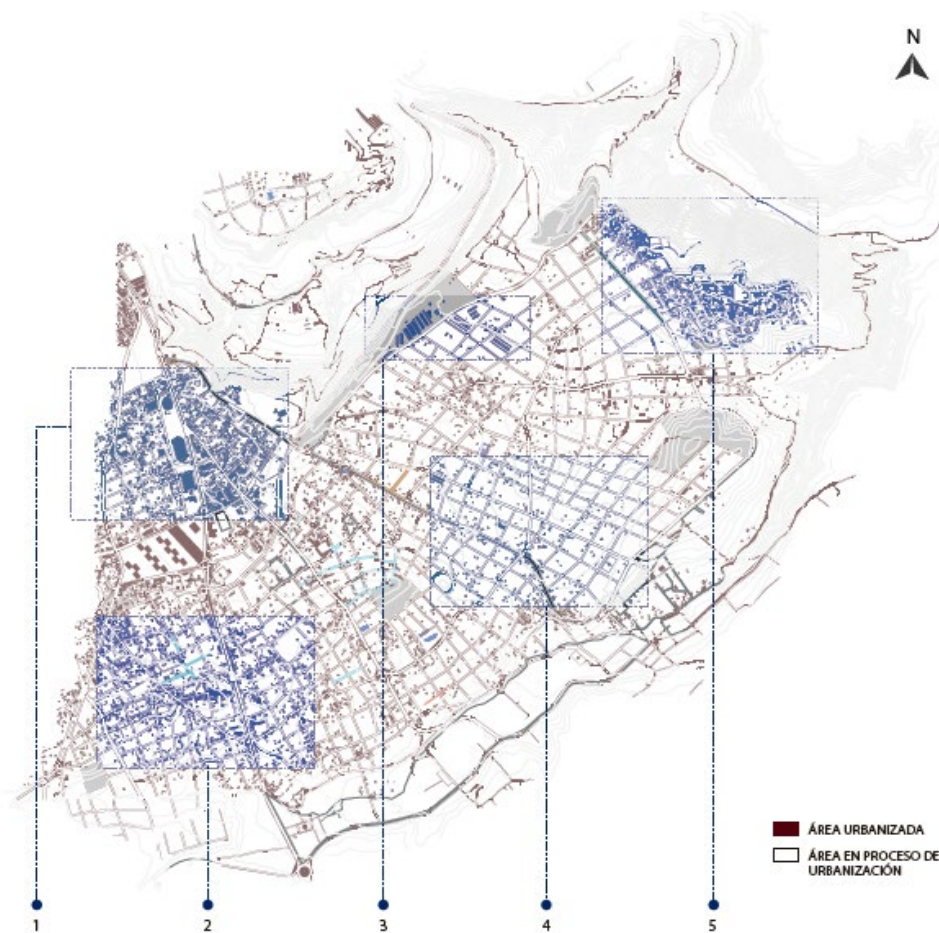 N
ÁREA URBANIZADA
ÁREA EN PROCESO DE
URBANIZACIÓN
1 2 3 4 5